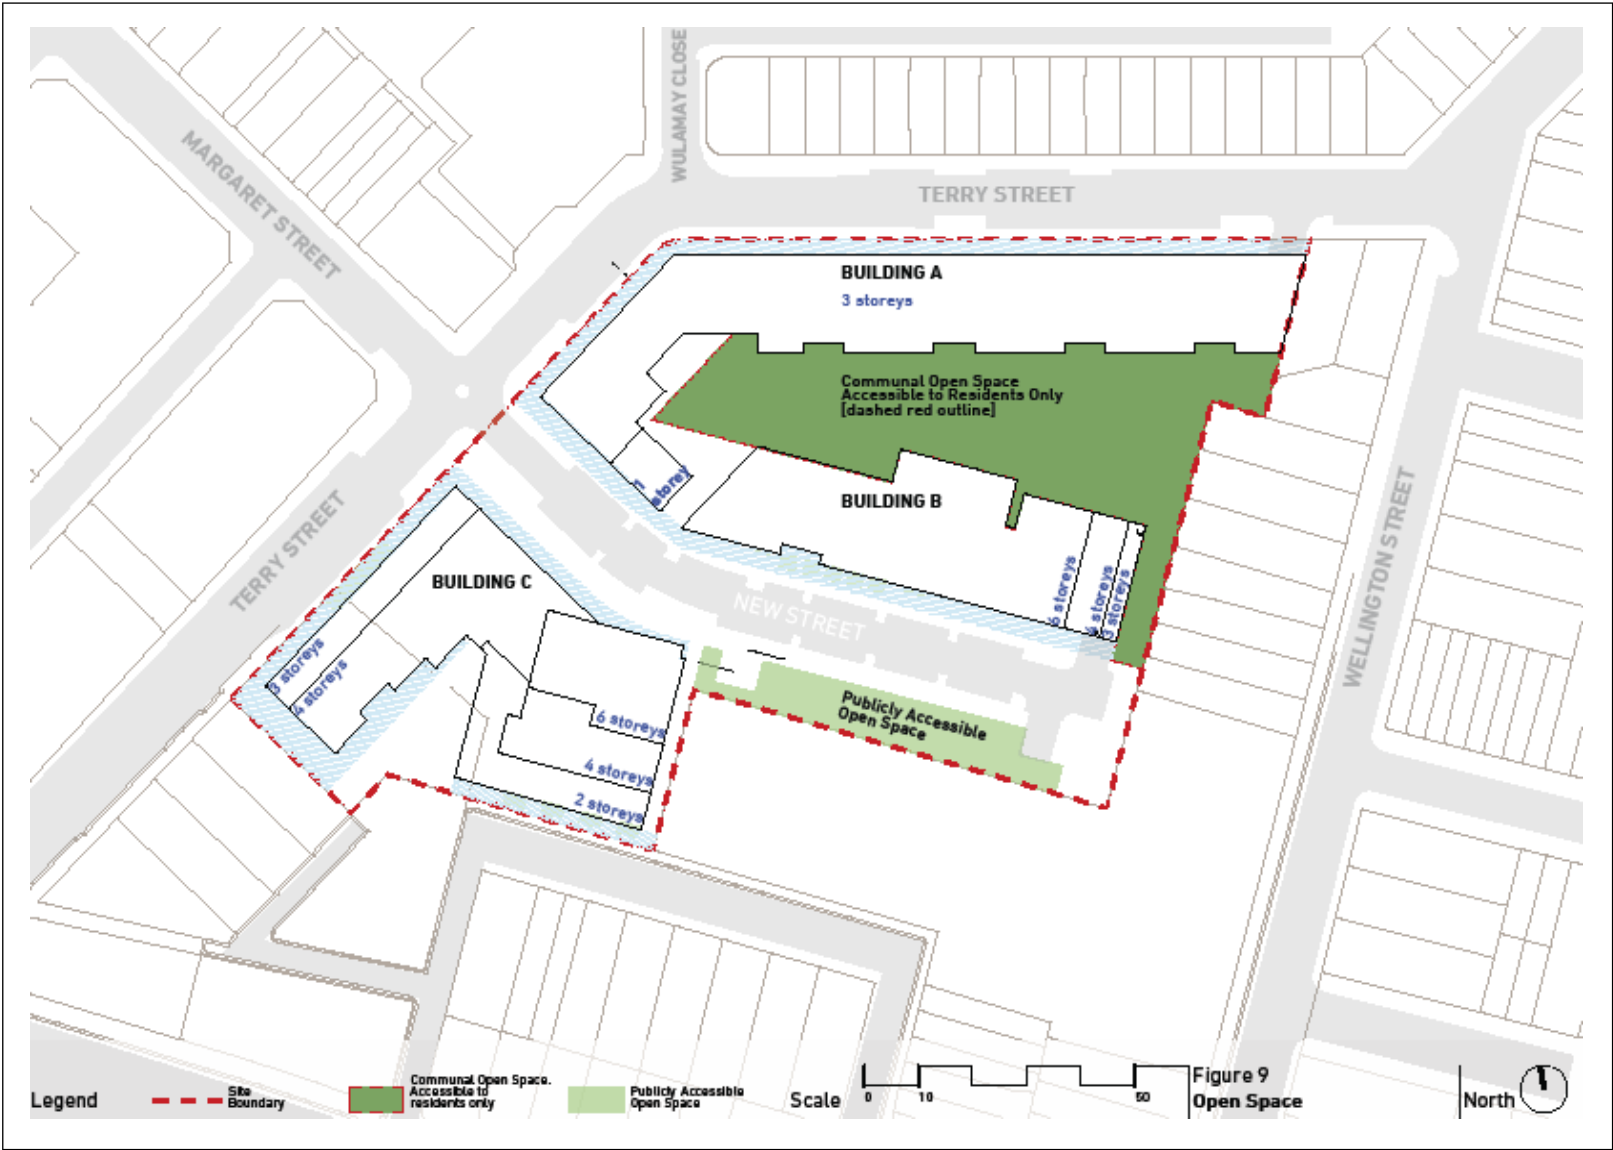 WULAMAY CLOSE
MARGARET STREET
TERRY STREET
BUILDING A
3 storeys
Communal Open Space
Accessible to Residents Only
[dashed red outline]
1
storey
BUILDING B
6 storeys
4 storeys
3 storeys
TERRY STREET
BUILDING C
NEW STREET
WELLINGTON STREET
3 storeys
4 storeys
6 storeys
4 storeys
2 storeys
Publicly Accessible
Open Space
Legend
Site
Boundary
Communal Open Space.
Accessible to
residents only
Publicly Accessible
Open Space
Scale
0 10 50
Figure 9
Open Space
North